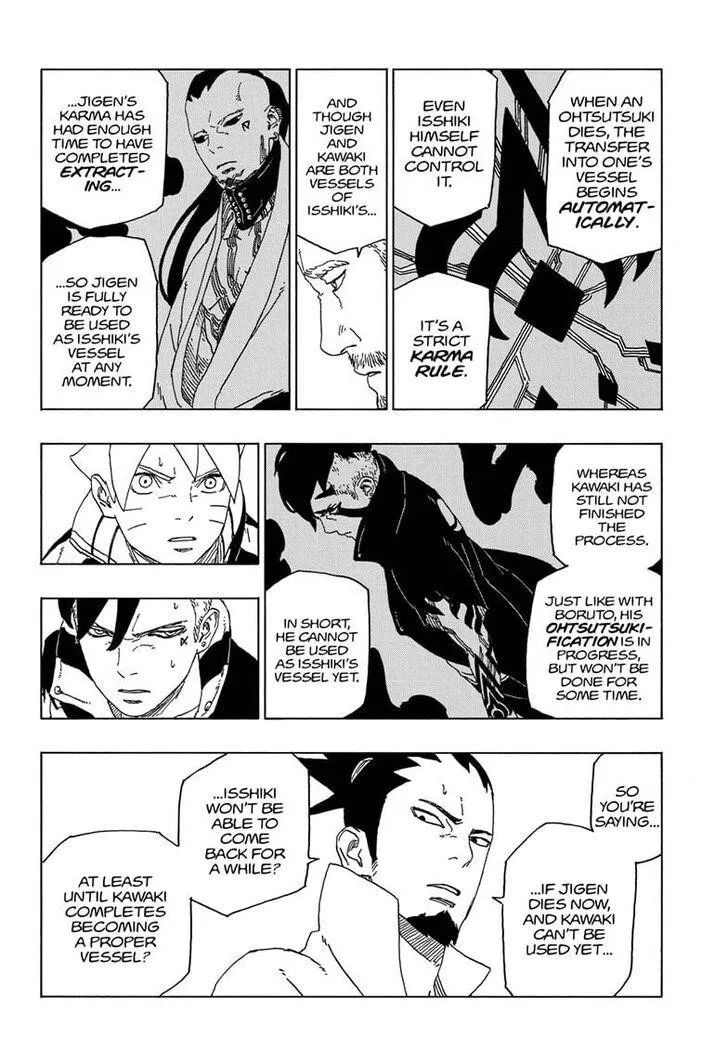 WHEN AN
OHTSUTSUKI
DIES, THE
TRANSFER
INTO ONE'S
VESSEL
BEGINS
AUTOMAT-
ICALLY.
EVEN
ISSHIKI
HIMSELF
CANNOT
CONTROL
IT.
IT'S A
STRICT
KARMA
RULE.
AND
THOUGH
JIGEN
AND
KAWAKI
ARE BOTH
VESSELS
OF
ISSHIKI'S...
...JIGEN'S
KARMA HAS
HAD ENOUGH
TIME TO HAVE
COMPLETED
EXTRACT-
ING...
...SO JIGEN
IS FULLY
READY TO
BE USED
AS ISSHIKI'S
VESSEL
AT ANY
MOMENT.
WHEREAS
KAWAKI HAS
STILL NOT
FINISHED
THE
PROCESS.
JUST LIKE WITH
BORUTO, HIS
OHTSUTSUKI-
FICATION IS IN
PROGRESS,
BUT WON'T BE
DONE FOR
SOME TIME.
IN SHORT,
HE CANNOT
BE USED
AS ISSHIKI'S
VESSEL YET.
SO
YOU'RE
SAYING...
...IF JIGEN
DIES NOW,
AND KAWAKI
CAN'T BE
USED YET...
...ISSHIKI
WON'T BE
ABLE TO
COME
BACK FOR
A WHILE?
AT LEAST
UNTIL KAWAKI
COMPLETES
BECOMING
A PROPER
VESSEL?